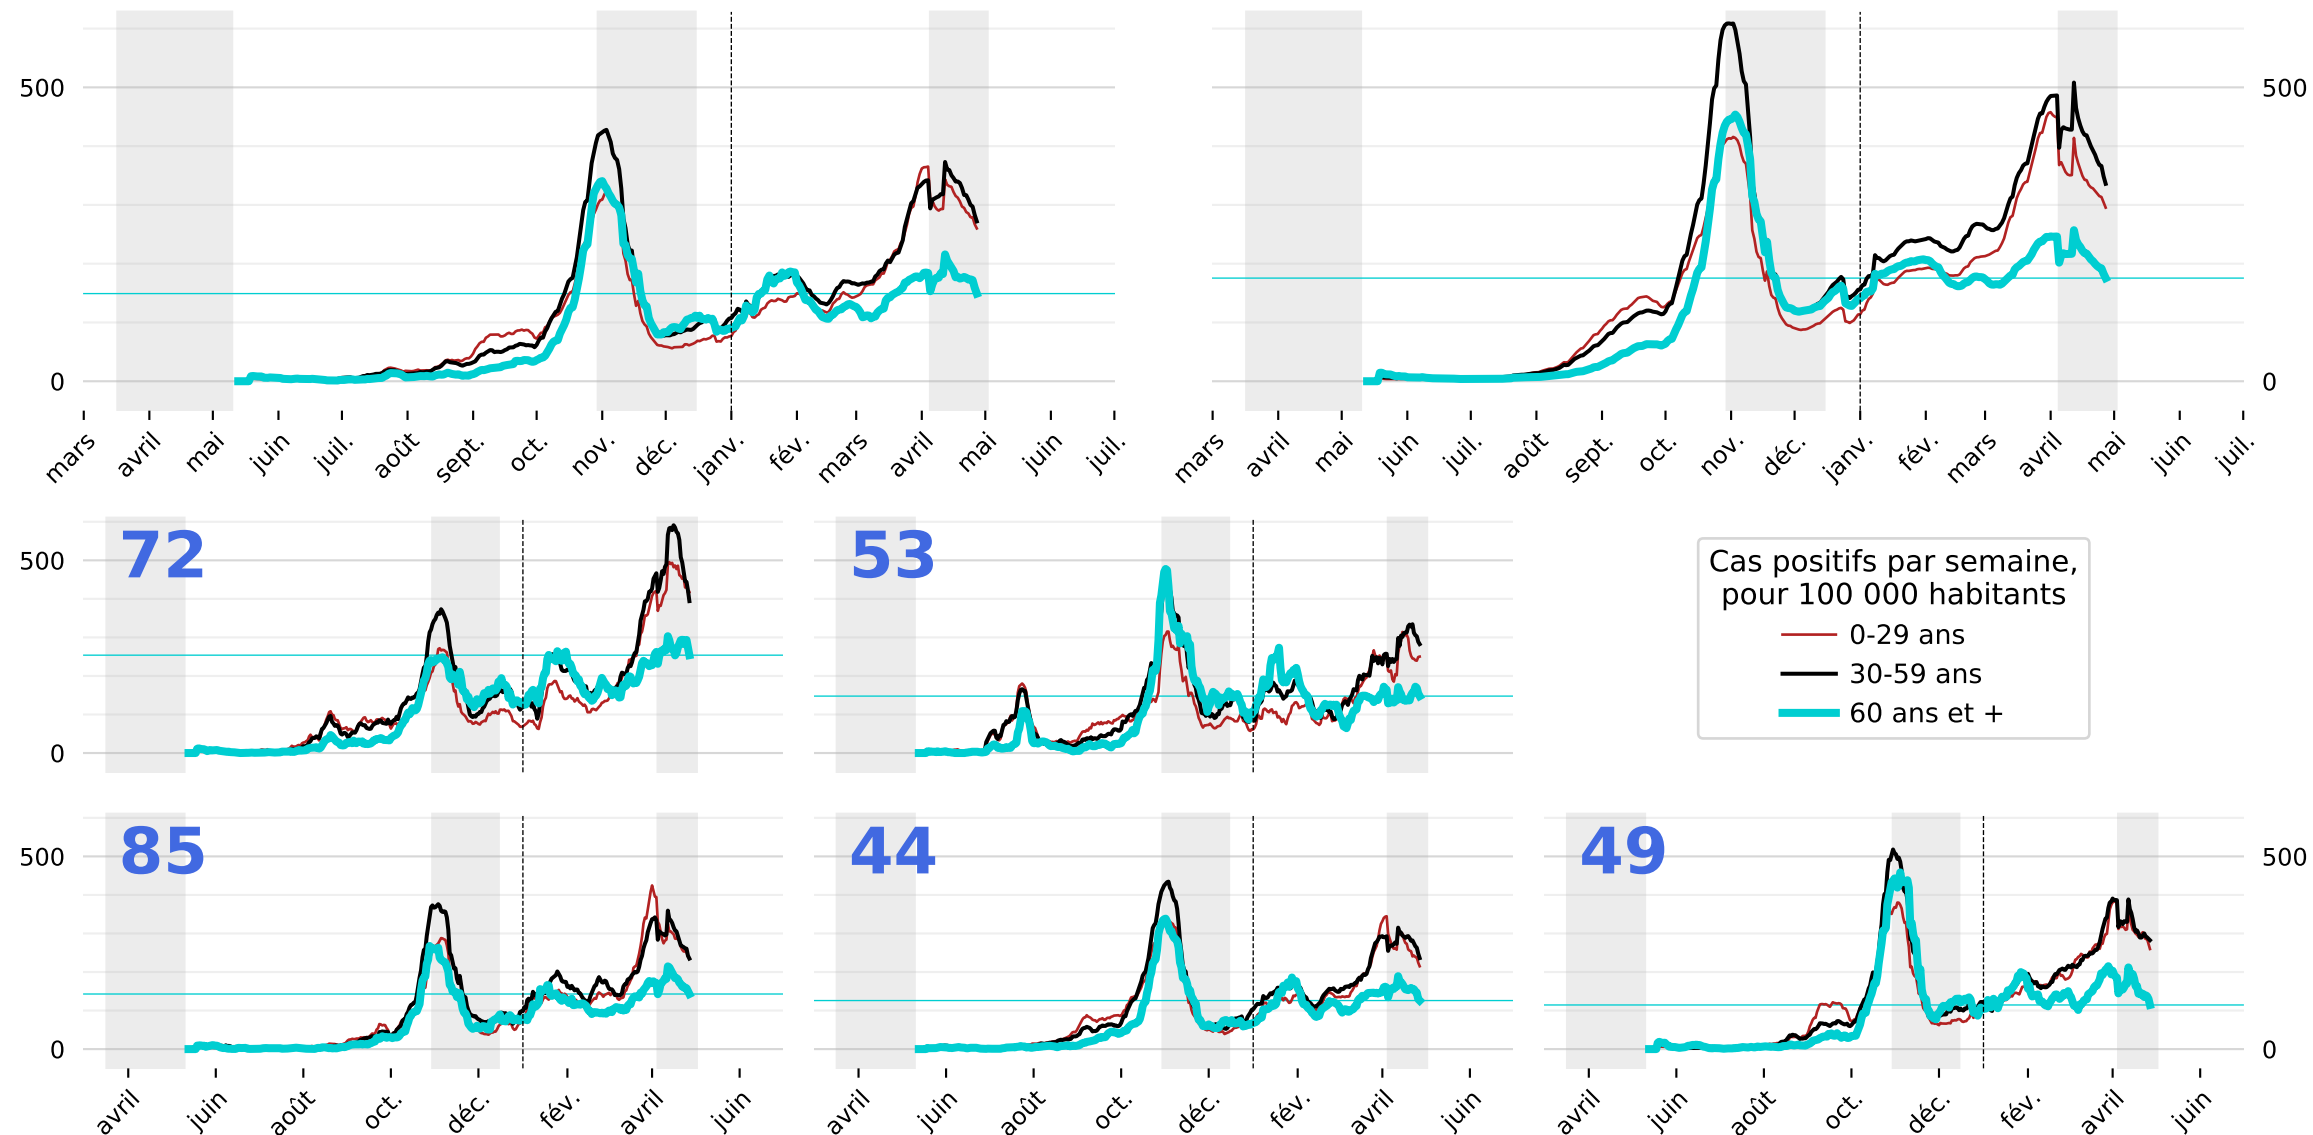 500
0
mars avril mai juin juil. août sept. oct. nov. déc. janv. fév. mars avril mai juin juil.
500
0
mars avril mai juin juil. août sept. oct. nov. déc. janv. fév. mars avril mai juin juil.
72
500
0
53
Cas positifs par semaine,
pour 100 000 habitants
0-29 ans
30-59 ans
60 ans et +
85
500
0
avril juin août oct. déc. fév. avril juin
44
avril juin août oct. déc. fév. avril juin
49
500
0
avril juin août oct. déc. fév. avril juin